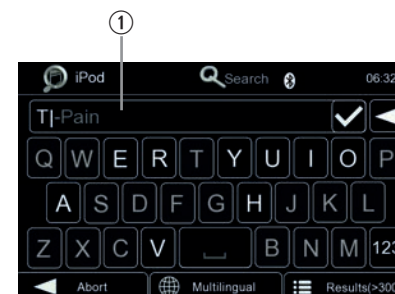 ①
iPod Search 06:32
T|-Pain
Q W E R T Y U I O P
A S D F G H J K L
Z X C V B N M 123
Abort Multilingual Results(>300